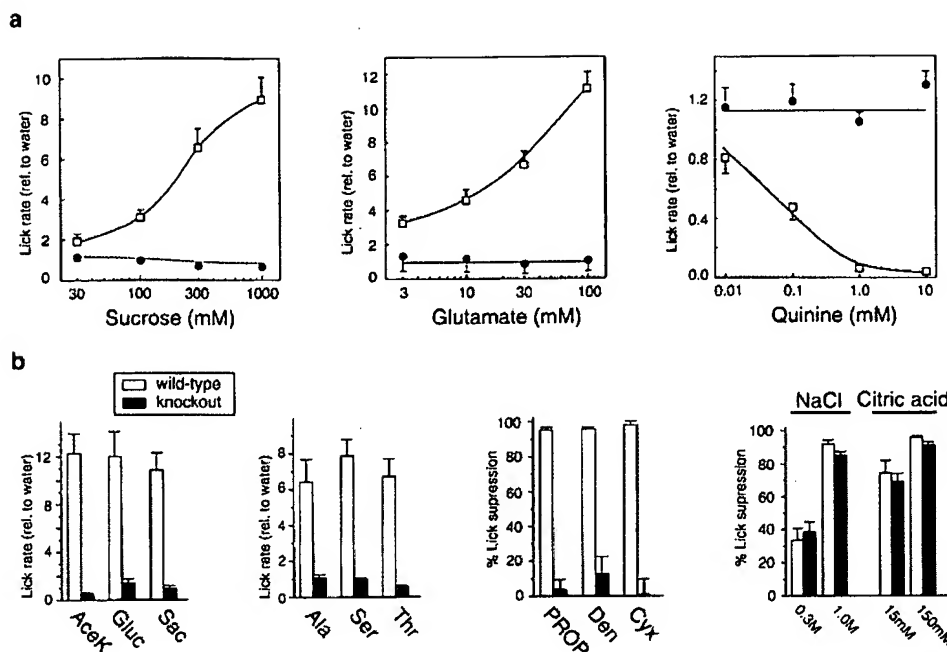 a
Lick rate (rel. to water)
10
8
6
4
2
0
30
100
300
1000
Sucrose (mM)
Lick rate (rel. to water)
12
10
8
6
4
2
0
3
10
30
100
Glutamate (mM)
Lick rate (rel. to water)
1.2
0.8
0.4
0.0
0.01
0.1
1.0
10
Quinine (mM)
b
wild-type
knockout
Lick rate (rel. to water)
12
8
4
0
AceK
Gluc
Sac
Lick rate (rel. to water)
8
6
4
2
0
Ala
Ser
Thr
% Lick supression
100
80
60
40
20
0
PROP
Den
Cyx
NaCl
Citric acid
% Lick supression
100
80
60
40
20
0
0.3M
1.0M
15mM
150mM